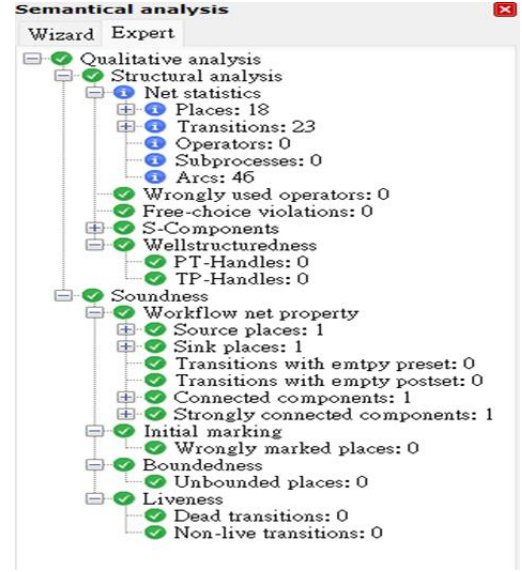 Semantical analysis
Wizard Expert
Qualitative analysis
Structural analysis
Net statistics
Places: 18
Transitions: 23
Operators: 0
Subprocesses: 0
Arcs: 46
Wrongly used operators: 0
Free-choice violations: 0
S-Components
Wellstructuredness
PT-Handles: 0
TP-Handles: 0
Soundness
Workflow net property
Source places: 1
Sink places: 1
Transitions with emtpy preset: 0
Transitions with empty postset: 0
Connected components: 1
Strongly connected components: 1
Initial marking
Wrongly marked places: 0
Boundedness
Unbounded places: 0
Liveness
Dead transitions: 0
Non-live transitions: 0